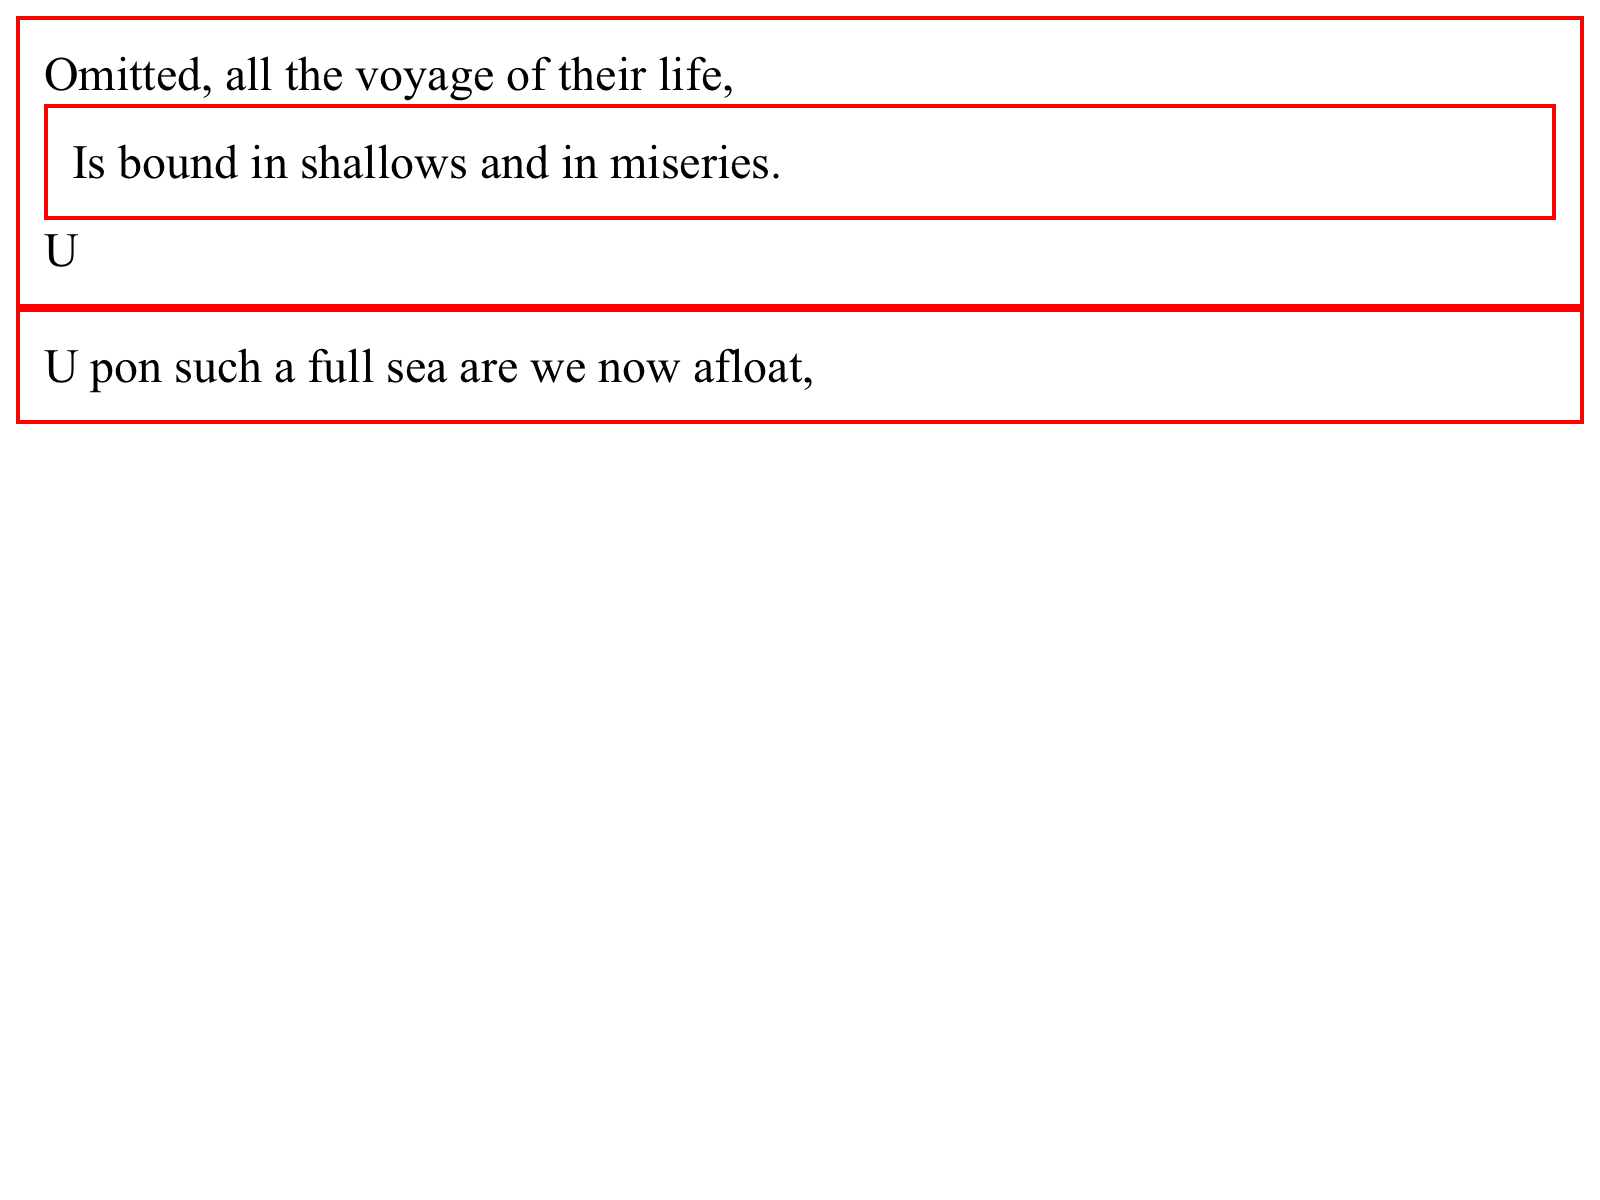 Omitted, all the voyage of their life,
Is bound in shallows and in miseries.
U
U pon such a full sea are we now afloat,